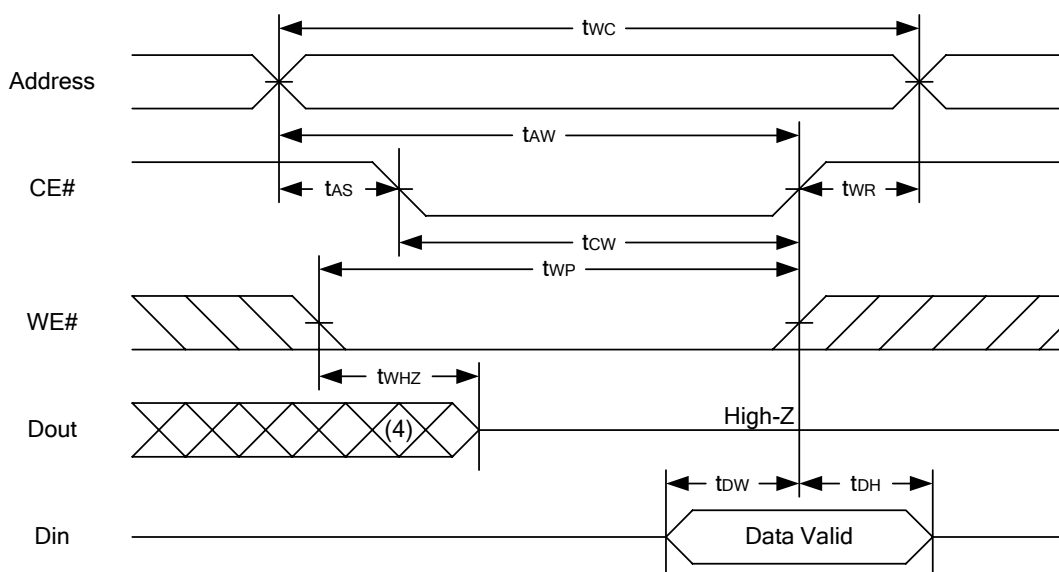 tWC
Address
tAW
CE#
tAS
tWR
tCW
tWP
WE#
tWHZ
Dout
(4)
High-Z
tDW
tDH
Din
Data Valid